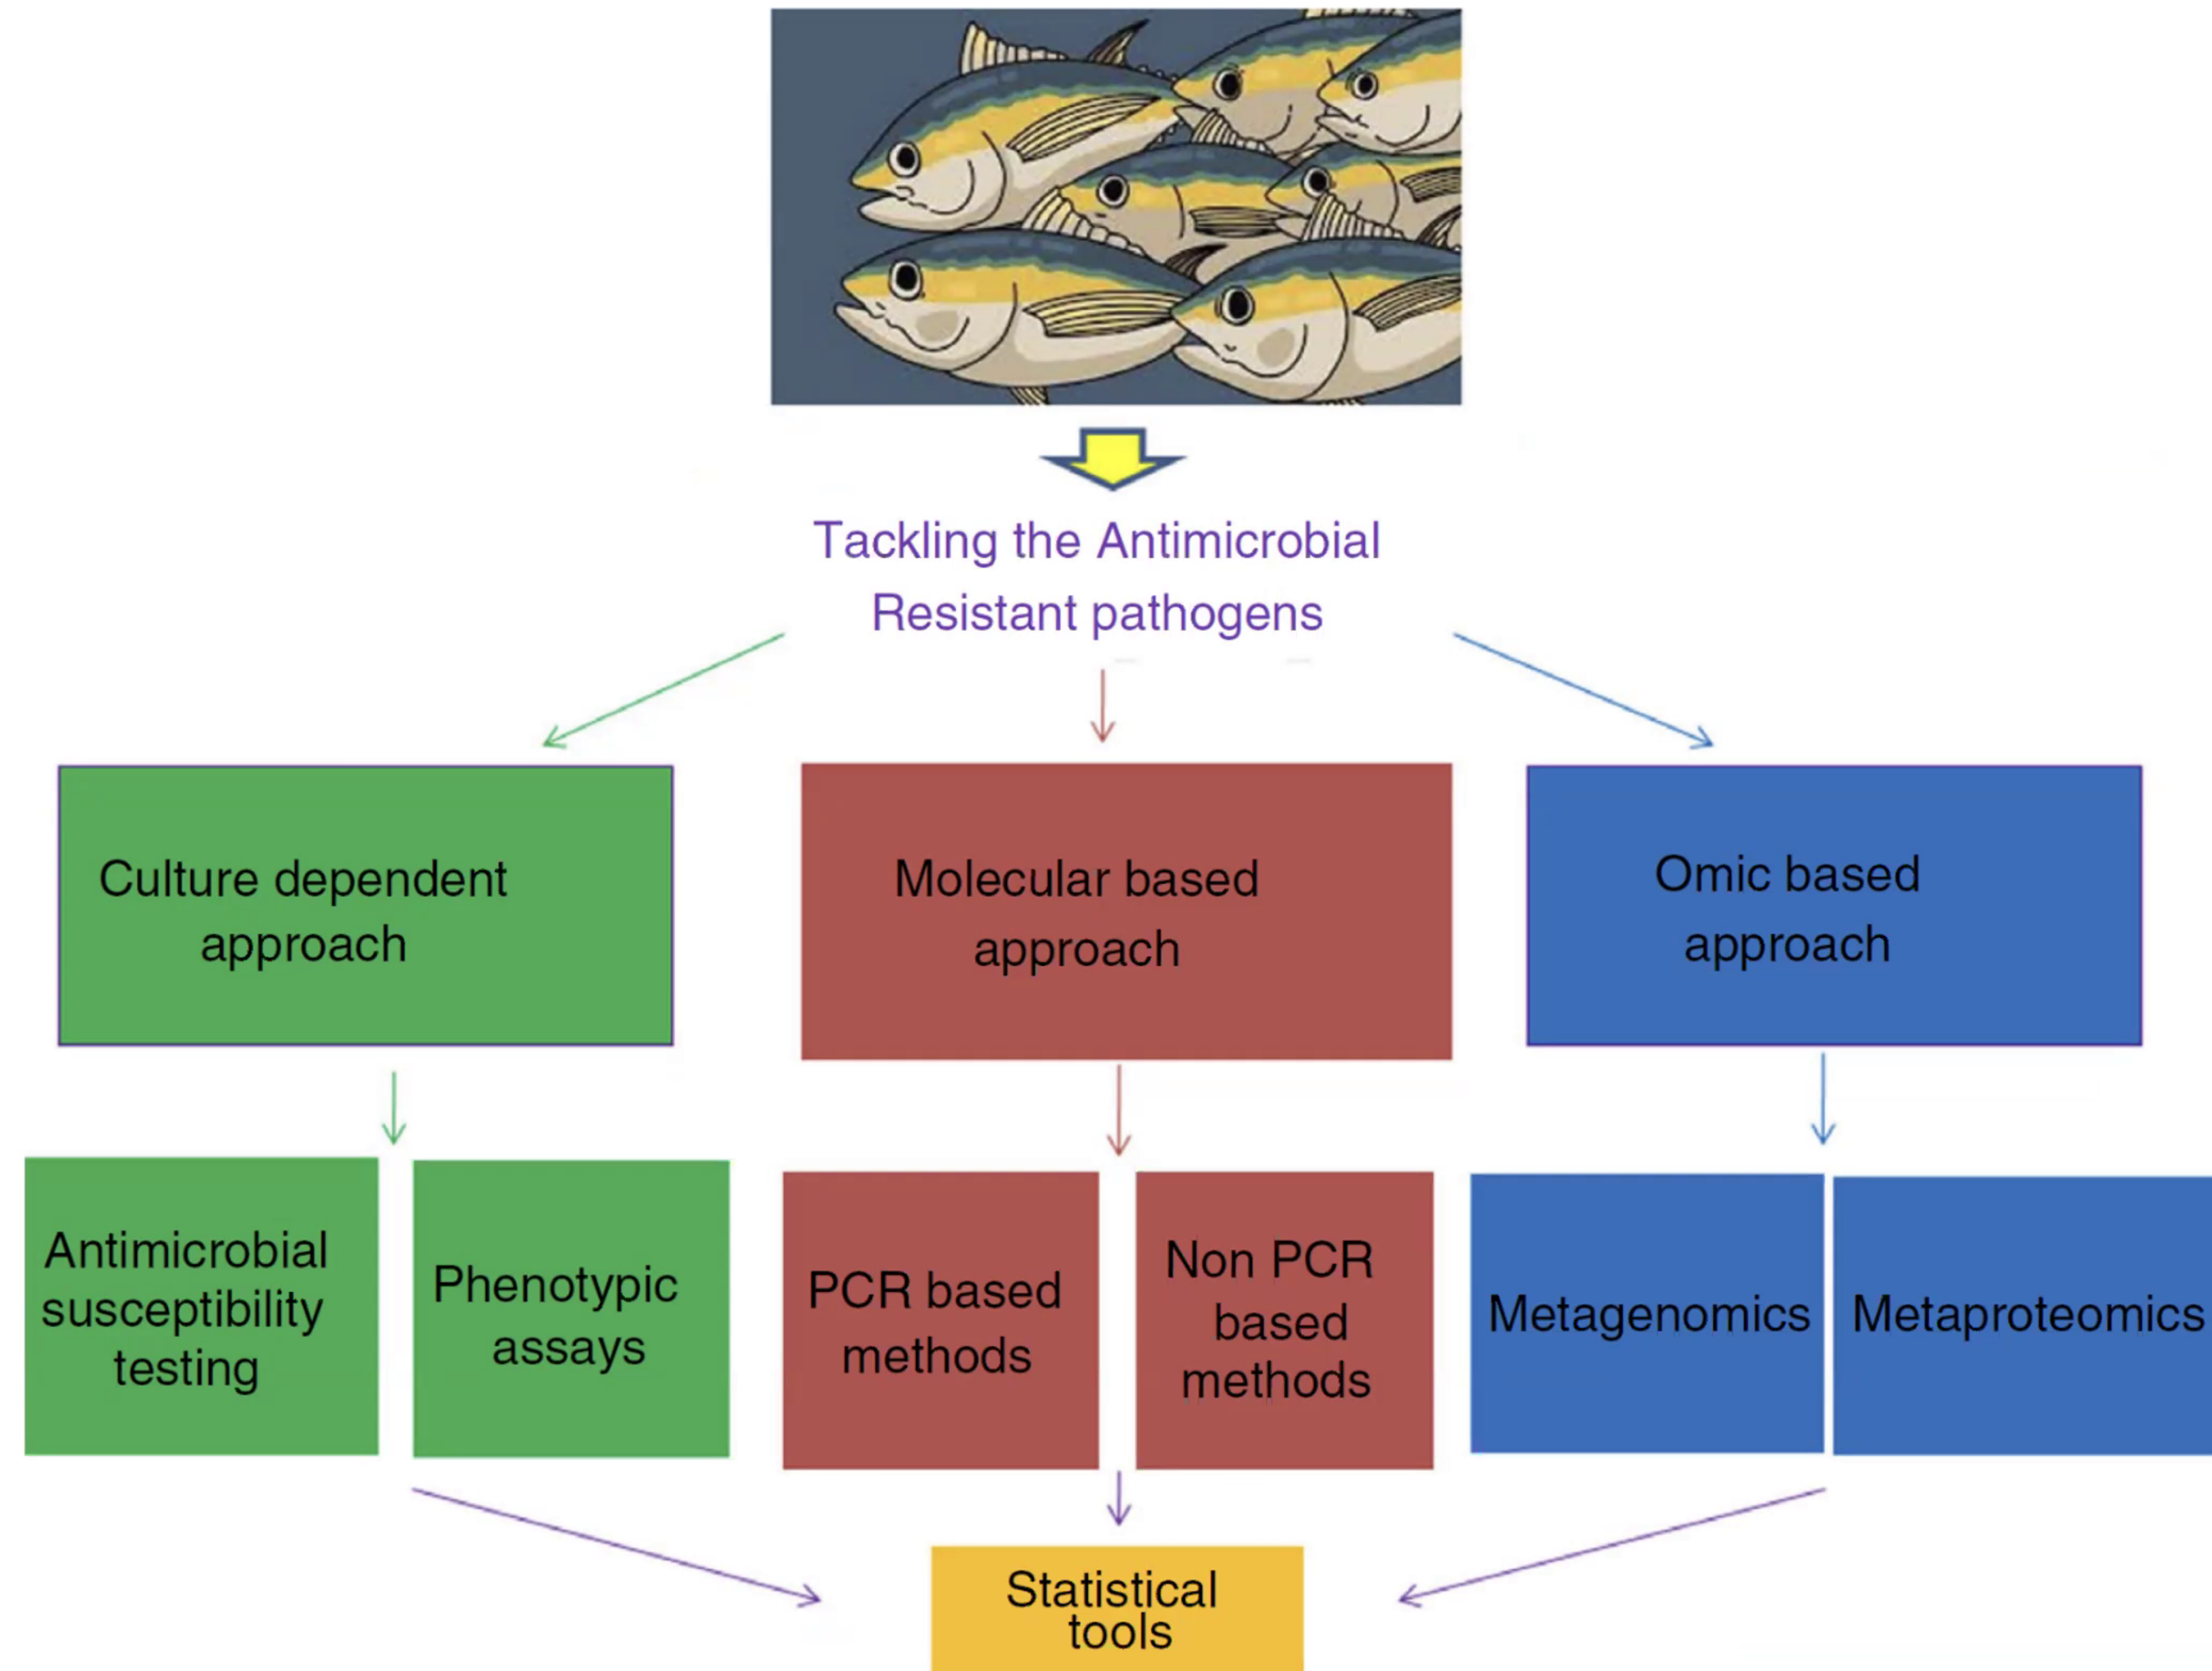 Tackling the Antimicrobial
Resistant pathogens
Culture dependent
approach
Molecular based
approach
Omic based
approach
Antimicrobial
susceptibility
testing
Phenotypic
assays
PCR based
methods
Non PCR
based
methods
Metagenomics
Metaproteomics
Statistical
tools